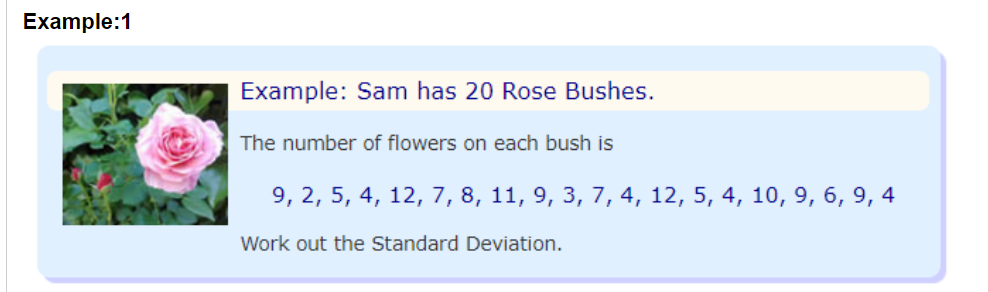 Example:1
Example: Sam has 20 Rose Bushes.
The number of flowers on each bush is
9, 2, 5, 4, 12, 7, 8, 11, 9, 3, 7, 4, 12, 5, 4, 10, 9, 6, 9, 4
Work out the Standard Deviation.